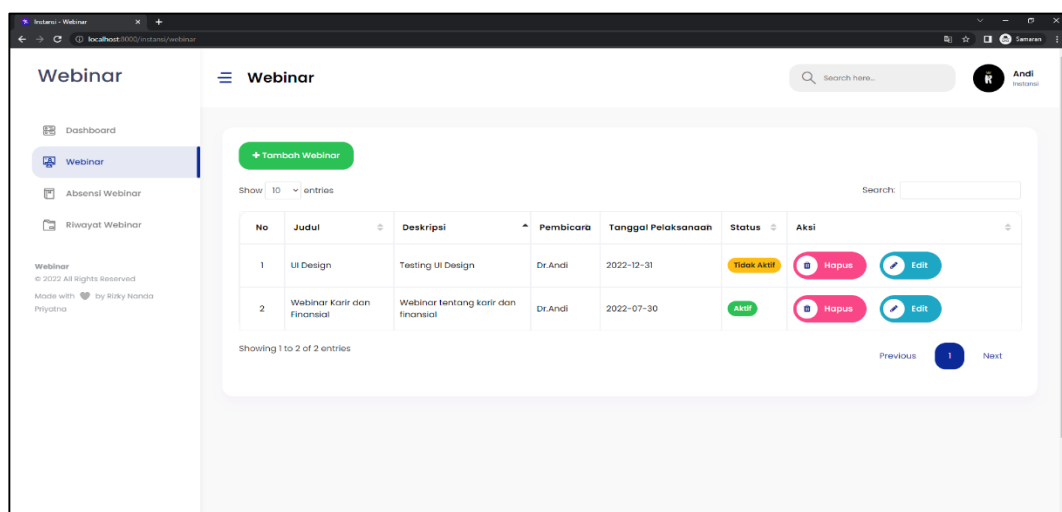 Instansi - Webinar
localhost:8000/instansi/webinar
Samaran
Webinar
Webinar
Search here..
Andi
Instansi
Dashboard
Webinar
Absensi Webinar
Riwayat Webinar
Webinar
© 2022 All Rights Reserved
Made with by Rizky Nanda
Priyatna
+ Tambah Webinar
Show 10 entries
Search:
No Judul Deskripsi Pembicara Tanggal Pelaksanaan Status Aksi
1 UI Design Testing UI Design Dr.Andi 2022-12-31 Tidak Aktif Hapus Edit
2 Webinar Karir dan Finansial Webinar tentang karir dan finansial Dr.Andi 2022-07-30 Aktif Hapus Edit
Showing 1 to 2 of 2 entries
Previous 1 Next